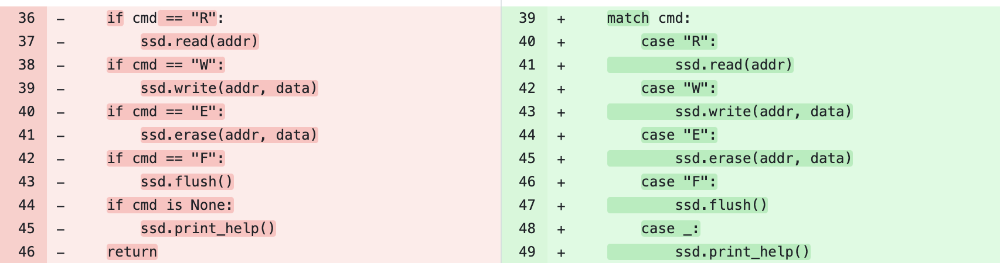 36 - if cmd == "R":
37 - ssd.read(addr)
38 - if cmd == "W":
39 - ssd.write(addr, data)
40 - if cmd == "E":
41 - ssd.erase(addr, data)
42 - if cmd == "F":
43 - ssd.flush()
44 - if cmd is None:
45 - ssd.print_help()
46 - return
39 + match cmd:
40 + case "R":
41 + ssd.read(addr)
42 + case "W":
43 + ssd.write(addr, data)
44 + case "E":
45 + ssd.erase(addr, data)
46 + case "F":
47 + ssd.flush()
48 + case _:
49 + ssd.print_help()